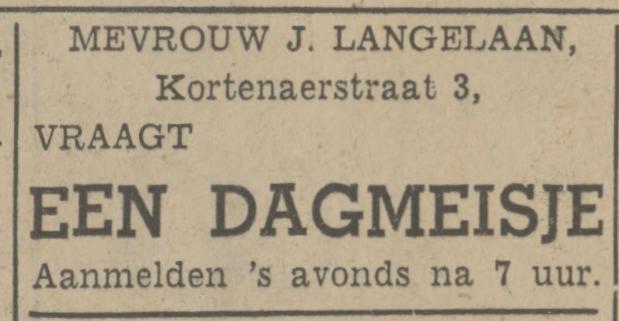 MEVROUW J. LANGELAAN,
Kortenaerstraat 3,
VRAAGT
EEN DAGMEISJE
Aanmelden 's avonds na 7 uur.